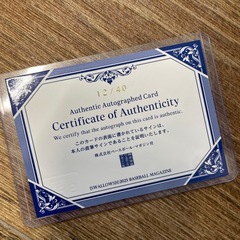 12/40
Authentic Autographed Card
Certificate of Authenticity
We certify that the autograph on this card is authentic.
このカードの表面に書かれているサインは、
本人の直筆サインであることを証明いたします。
株式会社ベースボール・マガジン社
©SWALLOWS©2025 BASEBALL MAGAZINE